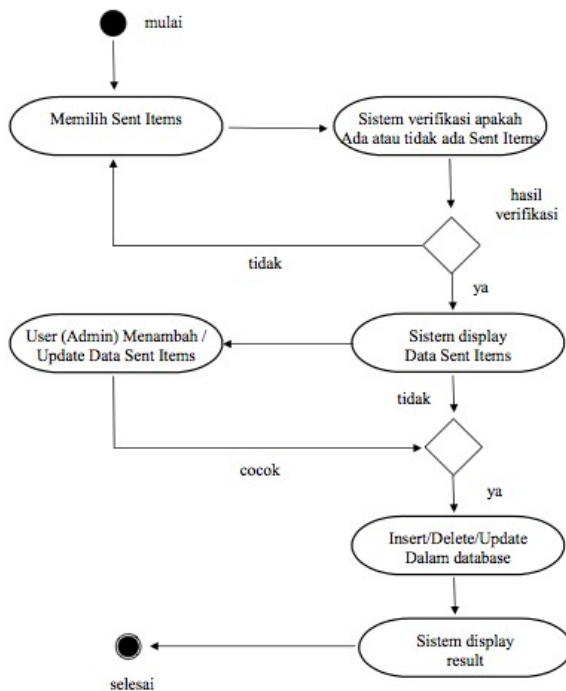 mulai
Memilih Sent Items
Sistem verifikasi apakah
Ada atau tidak ada Sent Items
hasil
verifikasi
tidak
ya
User (Admin) Menambah /
Update Data Sent Items
Sistem display
Data Sent Items
tidak
cocok
ya
Insert/Delete/Update
Dalam database
Sistem display
result
selesai